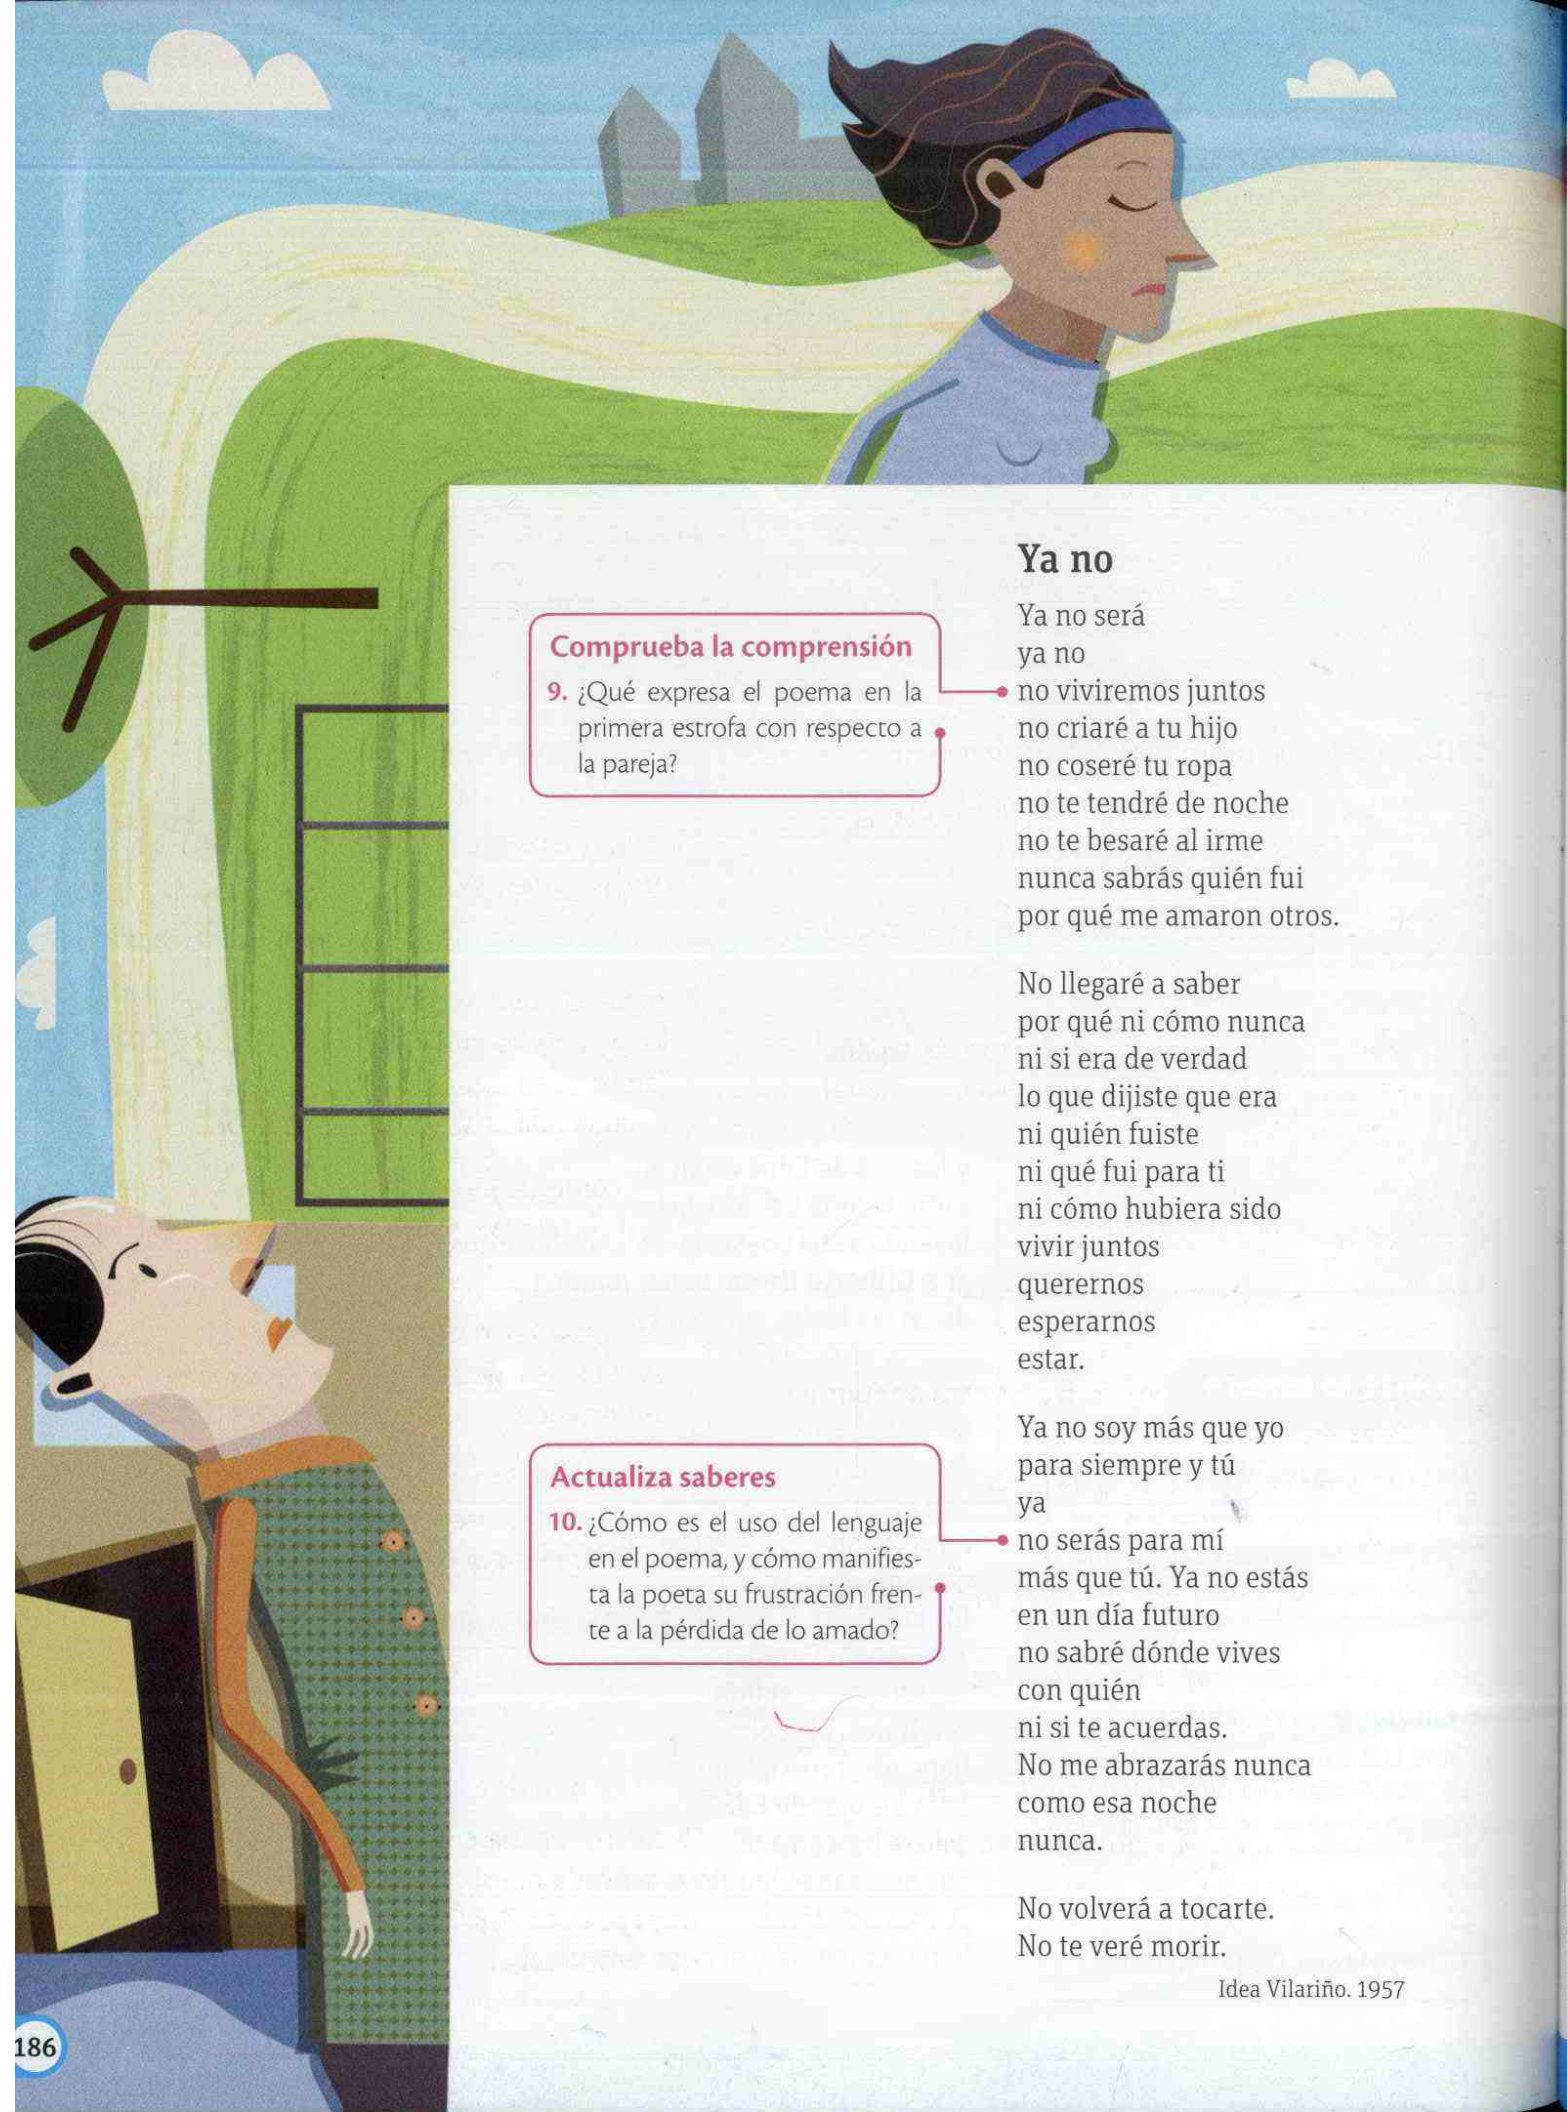 Ya no
Comprueba la comprensión
9. ¿Qué expresa el poema en la
primera estrofa con respecto a
la pareja?
Ya no será
ya no
no viviremos juntos
no criaré a tu hijo
no coseré tu ropa
no te tendré de noche
no te besaré al irme
nunca sabrás quién fui
por qué me amaron otros.
No llegaré a saber
por qué ni cómo nunca
ni si era de verdad
lo que dijiste que era
ni quién fuiste
ni qué fui para ti
ni cómo hubiera sido
vivir juntos
querernos
esperarnos
estar.
Actualiza saberes
10. ¿Cómo es el uso del lenguaje
en el poema, y cómo manifies-
ta la poeta su frustración fren-
te a la pérdida de lo amado?
Ya no soy más que yo
para siempre y tú
ya
no serás para mí
más que tú. Ya no estás
en un día futuro
no sabré dónde vives
con quién
ni si te acuerdas.
No me abrazarás nunca
como esa noche
nunca.
No volverá a tocarte.
No te veré morir.
Idea Vilariño. 1957
186